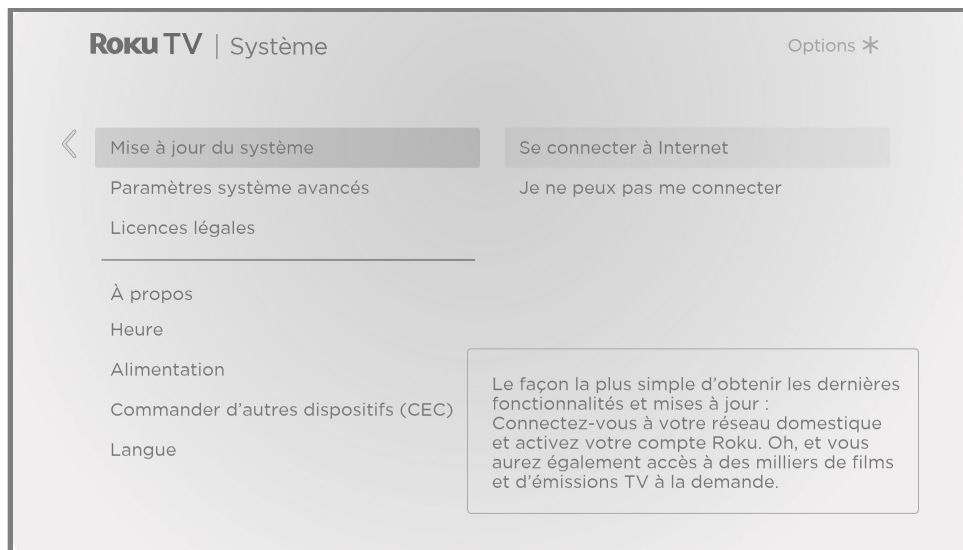 Roku TV | Système
Options
Mise à jour du système
Paramètres système avancés
Licences légales
À propos
Heure
Alimentation
Commander d'autres dispositifs (CEC)
Langue
Se connecter à Internet
Je ne peux pas me connecter
Le façon la plus simple d'obtenir les dernières
fonctionnalités et mises à jour :
Connectez-vous à votre réseau domestique
et activez votre compte Roku. Oh, et vous
aurez également accès à des milliers de films
et d'émissions TV à la demande.